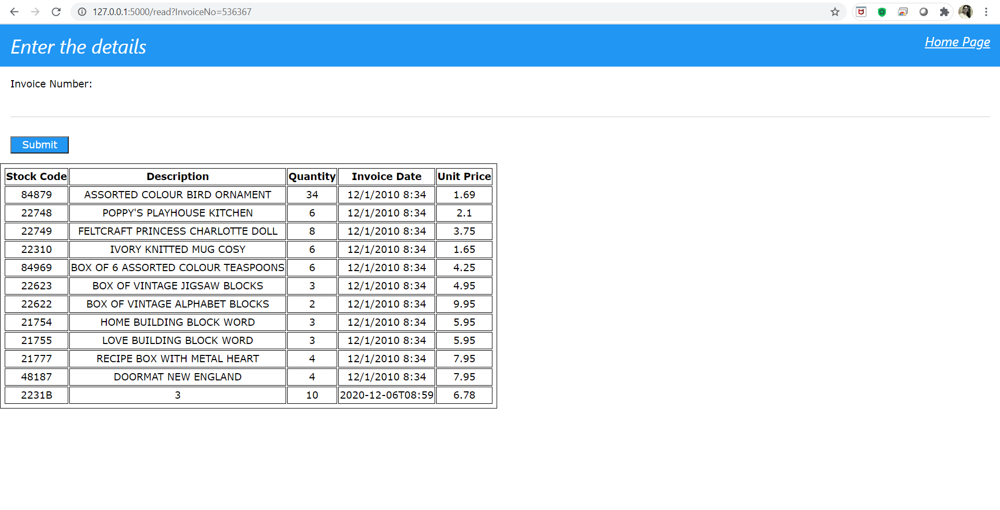 127.0.0.1:5000/read?InvoiceNo=536367
Enter the details
Home Page
Invoice Number:
Submit
Stock Code Description Quantity Invoice Date Unit Price
84879 ASSORTED COLOUR BIRD ORNAMENT 34 12/1/2010 8:34 1.69
22748 POPPY'S PLAYHOUSE KITCHEN 6 12/1/2010 8:34 2.1
22749 FELTCRAFT PRINCESS CHARLOTTE DOLL 8 12/1/2010 8:34 3.75
22310 IVORY KNITTED MUG COSY 6 12/1/2010 8:34 1.65
84969 BOX OF 6 ASSORTED COLOUR TEASPOONS 6 12/1/2010 8:34 4.25
22623 BOX OF VINTAGE JIGSAW BLOCKS 3 12/1/2010 8:34 4.95
22622 BOX OF VINTAGE ALPHABET BLOCKS 2 12/1/2010 8:34 9.95
21754 HOME BUILDING BLOCK WORD 3 12/1/2010 8:34 5.95
21755 LOVE BUILDING BLOCK WORD 3 12/1/2010 8:34 5.95
21777 RECIPE BOX WITH METAL HEART 4 12/1/2010 8:34 7.95
48187 DOORMAT NEW ENGLAND 4 12/1/2010 8:34 7.95
2231B 3 10 2020-12-06T08:59 6.78